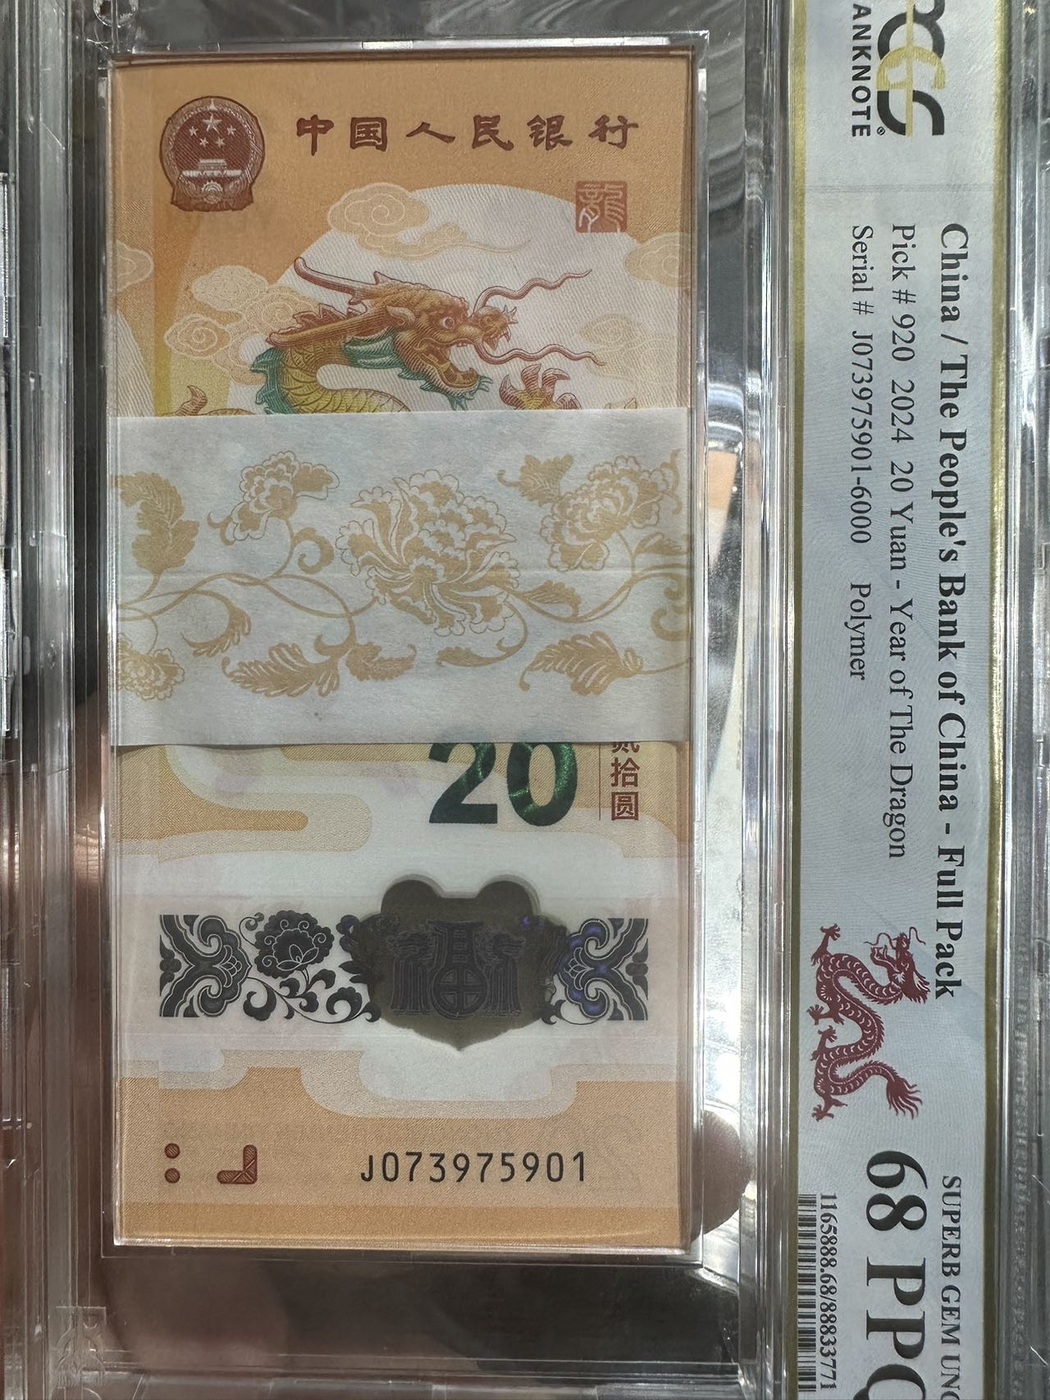 中国人民银行
龍
20
贰拾圆
J073975901
PCGS
BANKNOTE
China / The People's Bank of China - Full Pack
Pick # 920 2024 20 Yuan - Year of The Dragon
Serial # J073975901-6000 Polymer
SUPERB GEM UNC
68 PPQ
1165888.68/88833771